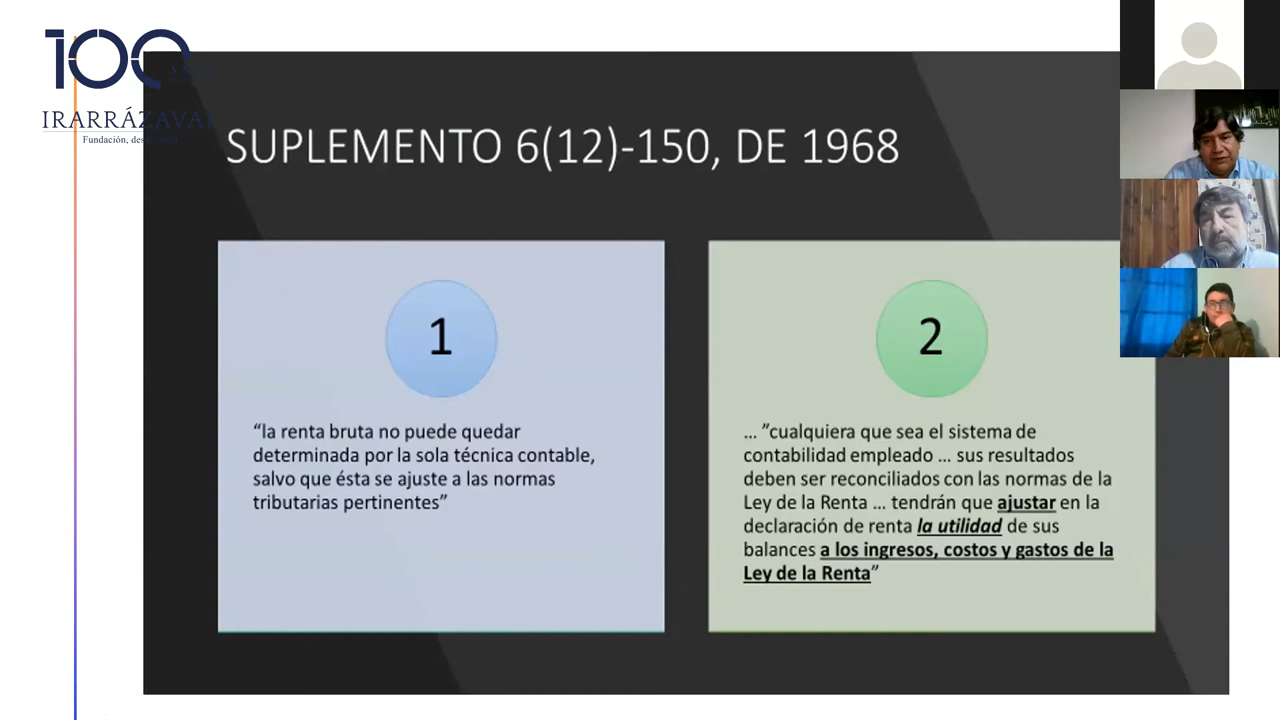 100
IRARRÁZAVAL
Fundación, desde
SUPLEMENTO 6(12)-150, DE 1968
1
“la renta bruta no puede quedar
determinada por la sola técnica contable,
salvo que ésta se ajuste a las normas
tributarias pertinentes”
2
… ”cualquiera que sea el sistema de
contabilidad empleado … sus resultados
deben ser reconciliados con las normas de la
Ley de la Renta … tendrán que ajustar en la
declaración de renta la utilidad de sus
balances a los ingresos, costos y gastos de la
Ley de la Renta”